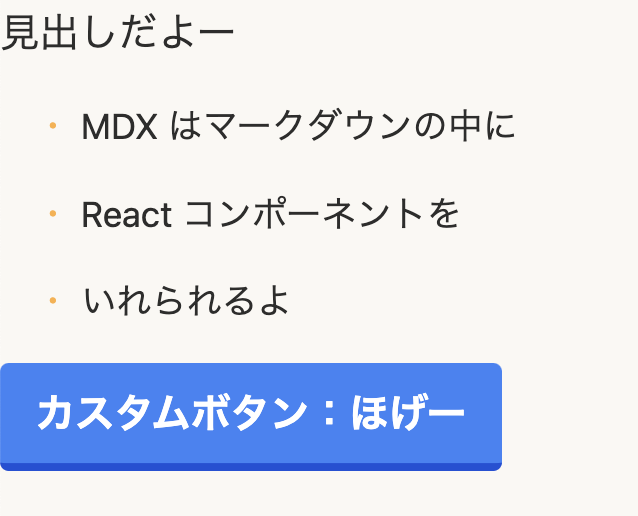 見出しだよー
・ MDX はマークダウンの中に
・ React コンポーネントを
・ いれられるよ
カスタムボタン：ほげー